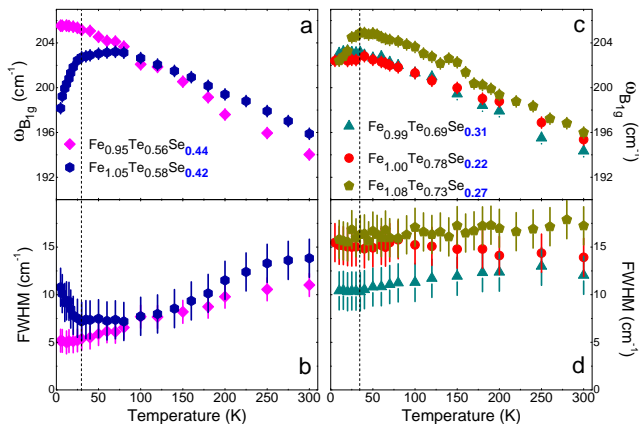 a
c
204
200
196
192
ω_B1g (cm⁻¹)
Fe0.95Te0.56Se0.44
Fe1.05Te0.58Se0.42
204
200
196
192
ω_B1g (cm⁻¹)
Fe0.99Te0.69Se0.31
Fe1.00Te0.78Se0.22
Fe1.08Te0.73Se0.27
15
10
5
0
FWHM (cm⁻¹)
b
15
10
5
0
FWHM (cm⁻¹)
d
0 50 100 150 200 250 300
0 50 100 150 200 250 300
Temperature (K)
Temperature (K)